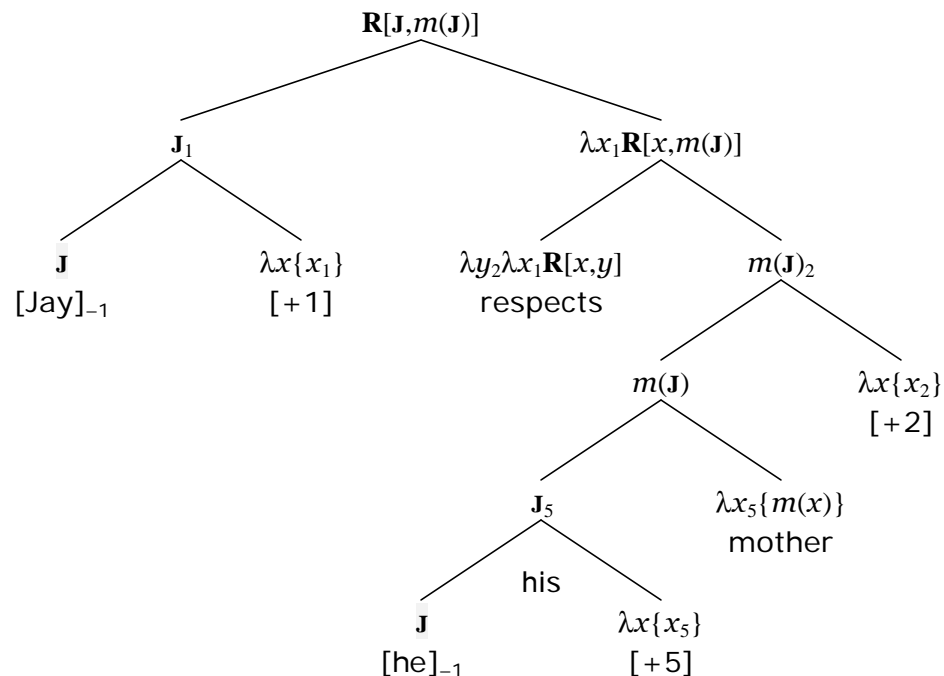 R[J,m(J)]
J₁ λx₁R[x,m(J)]
J λx{x₁} λy₂λx₁R[x,y] m(J)₂
[Jay]₋₁ [+1] respects
m(J) λx{x₂}
[+2]
J₅ λx₅{m(x)}
mother
his
J λx{x₅}
[he]₋₁ [+5]